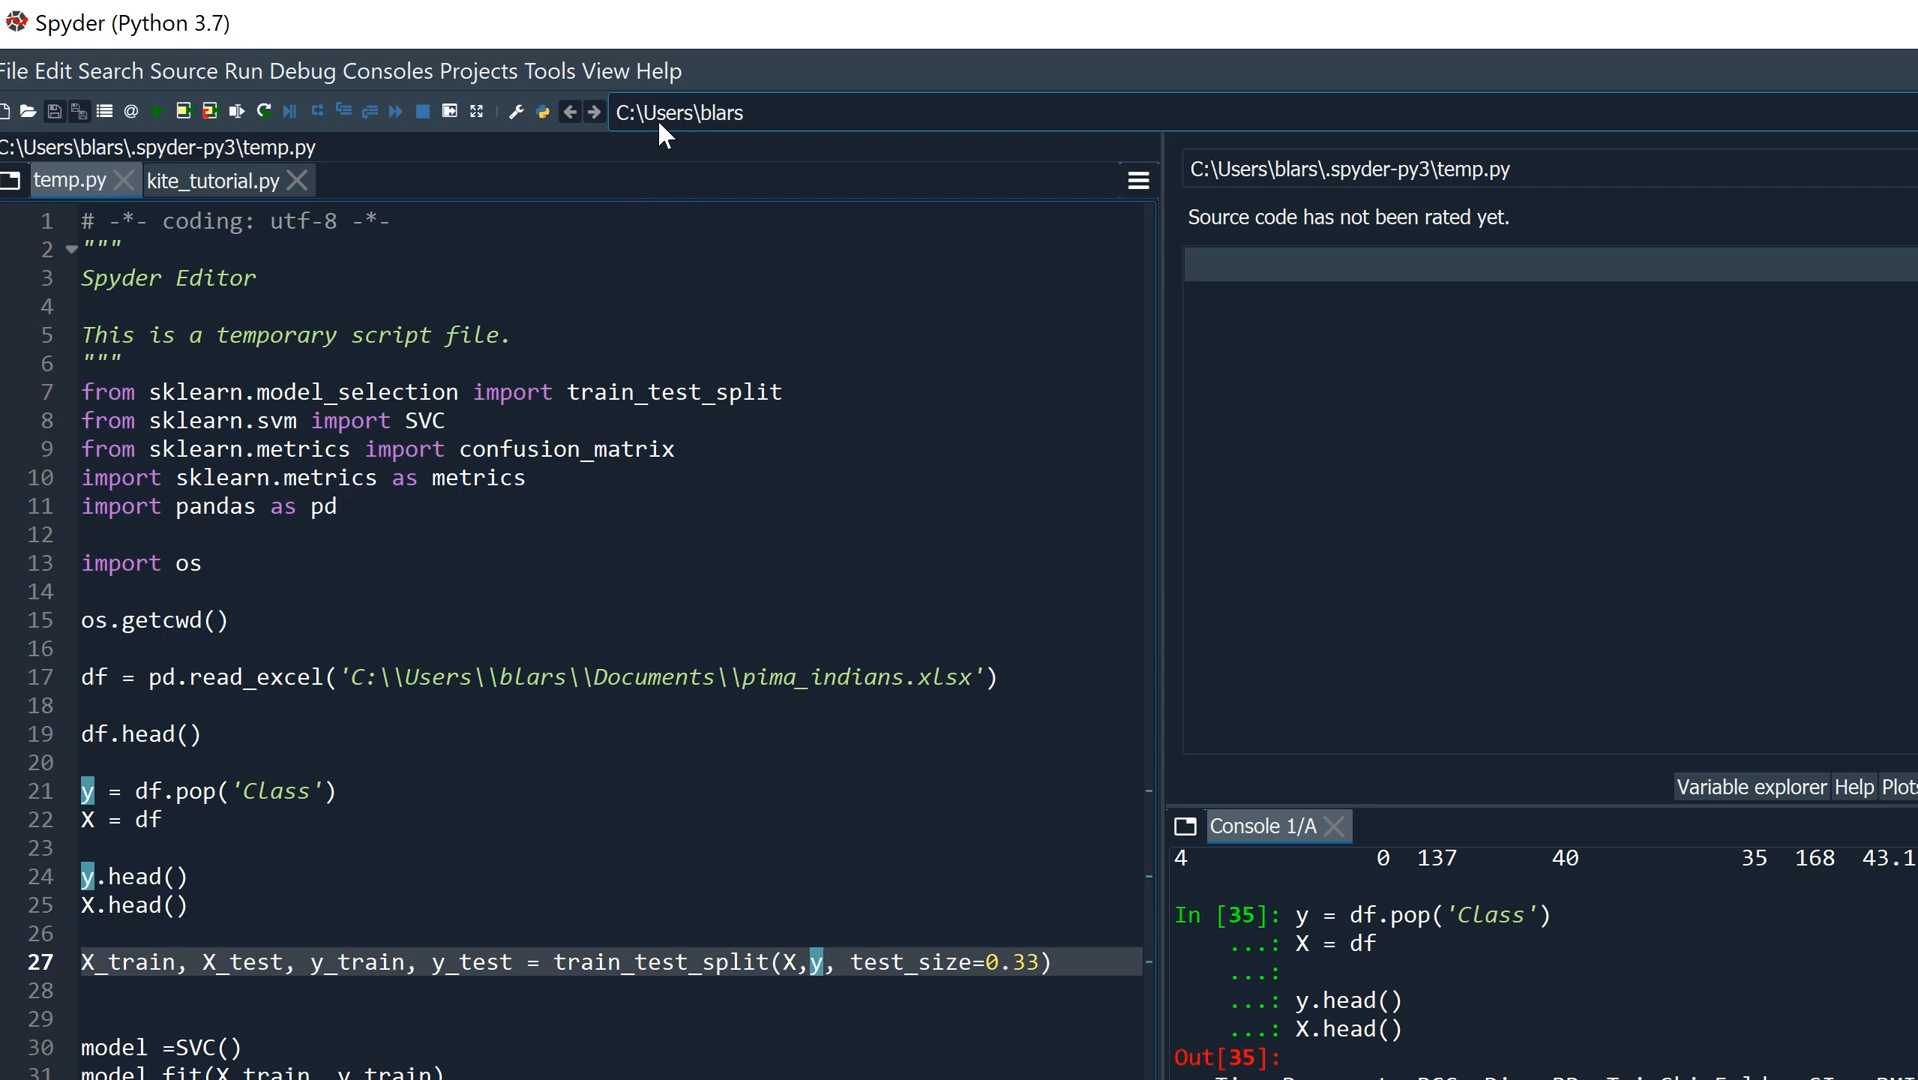 Spyder (Python 3.7)
File Edit Search Source Run Debug Consoles Projects Tools View Help
C:\Users\blars
C:\Users\blars\.spyder-py3\temp.py
temp.py kite_tutorial.py
1 # -*- coding: utf-8 -*-
2 """
3 Spyder Editor
4
5 This is a temporary script file.
6 """
7 from sklearn.model_selection import train_test_split
8 from sklearn.svm import SVC
9 from sklearn.metrics import confusion_matrix
10 import sklearn.metrics as metrics
11 import pandas as pd
12
13 import os
14
15 os.getcwd()
16
17 df = pd.read_excel('C:\\Users\\blars\\Documents\\pima_indians.xlsx')
18
19 df.head()
20
21 y = df.pop('Class')
22 X = df
23
24 y.head()
25 X.head()
26
27 X_train, X_test, y_train, y_test = train_test_split(X,y, test_size=0.33)
28
29
30 model =SVC()
31 model.fit(X_train, y_train)
C:\Users\blars\.spyder-py3\temp.py
Source code has not been rated yet.
Variable explorer Help Plots
Console 1/A
4 0 137 40 35 168 43.1
In [35]: y = df.pop('Class')
...: X = df
...:
...: y.head()
...: X.head()
Out[35]: